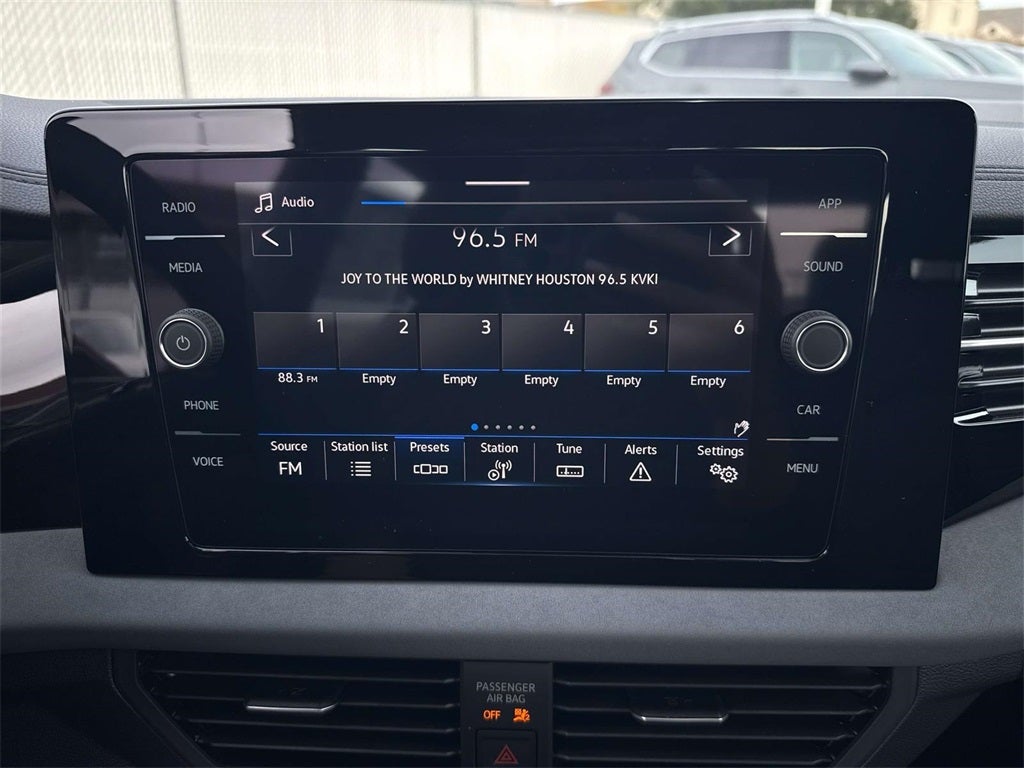 RADIO
MEDIA
PHONE
VOICE
Audio
96.5 FM
JOY TO THE WORLD by WHITNEY HOUSTON 96.5 KVKI
1 2 3 4 5 6
88.3 FM Empty Empty Empty Empty Empty
Source Station list Presets Station Tune Alerts Settings
FM
APP
SOUND
CAR
MENU
PASSENGER
AIR BAG
OFF